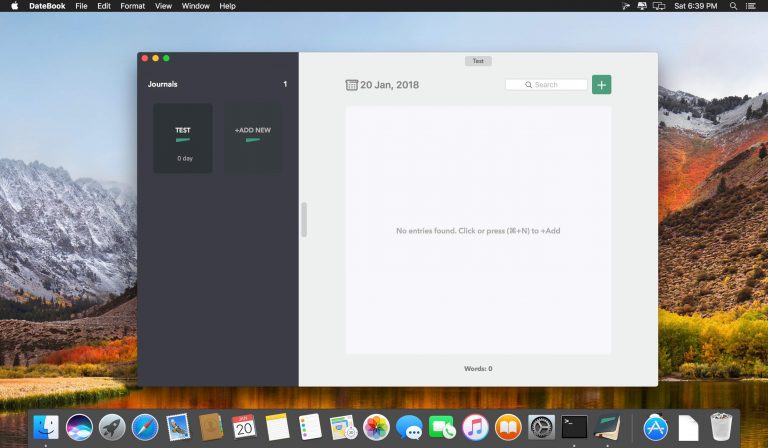 DateBook File Edit Format View Window Help Sat 6:39 PM
Test
Journals 1
20 Jan, 2018 Search +
TEST +ADD NEW
0 day
No entries found. Click or press (⌘+N) to +Add
Words: 0
JAN
20